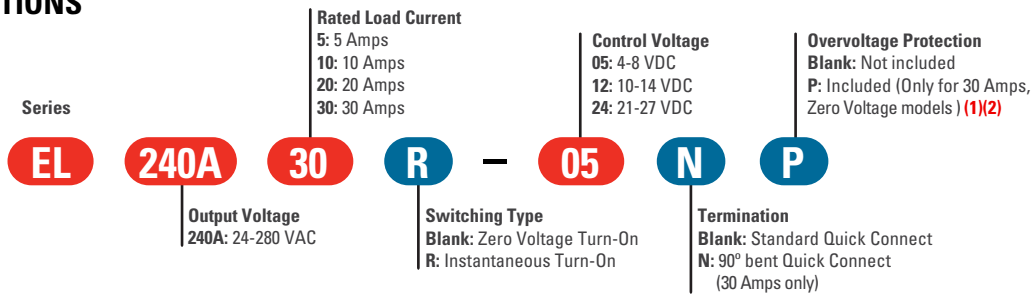 TIONS
Rated Load Current
5: 5 Amps
10: 10 Amps
20: 20 Amps
30: 30 Amps
Control Voltage
05: 4-8 VDC
12: 10-14 VDC
24: 21-27 VDC
Overvoltage Protection
Blank: Not included
P: Included (Only for 30 Amps,
Zero Voltage models ) (1)(2)
Series
EL 240A 30 R – 05 N P
Output Voltage
240A: 24-280 VAC
Switching Type
Blank: Zero Voltage Turn-On
R: Instantaneous Turn-On
Termination
Blank: Standard Quick Connect
N: 90º bent Quick Connect
(30 Amps only)